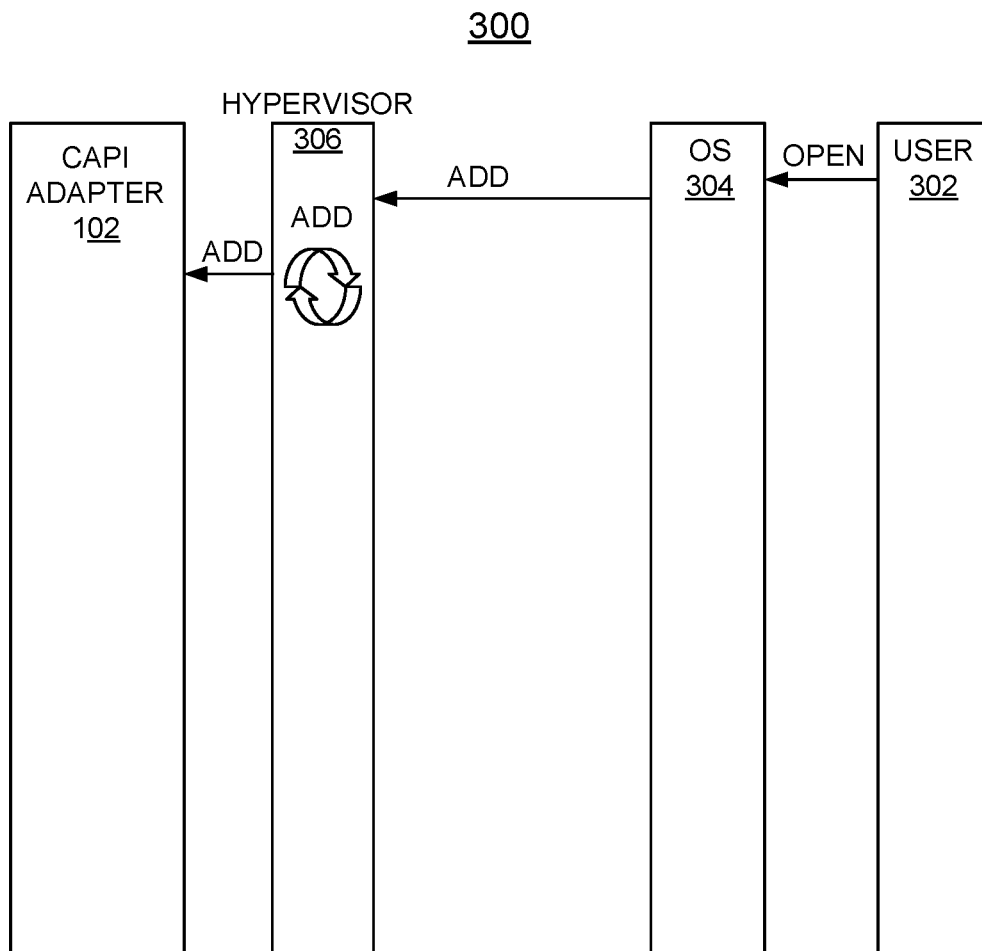 300
HYPERVISOR
306
CAPI
ADAPTER
102
OS
304
USER
302
OPEN
ADD
ADD
ADD